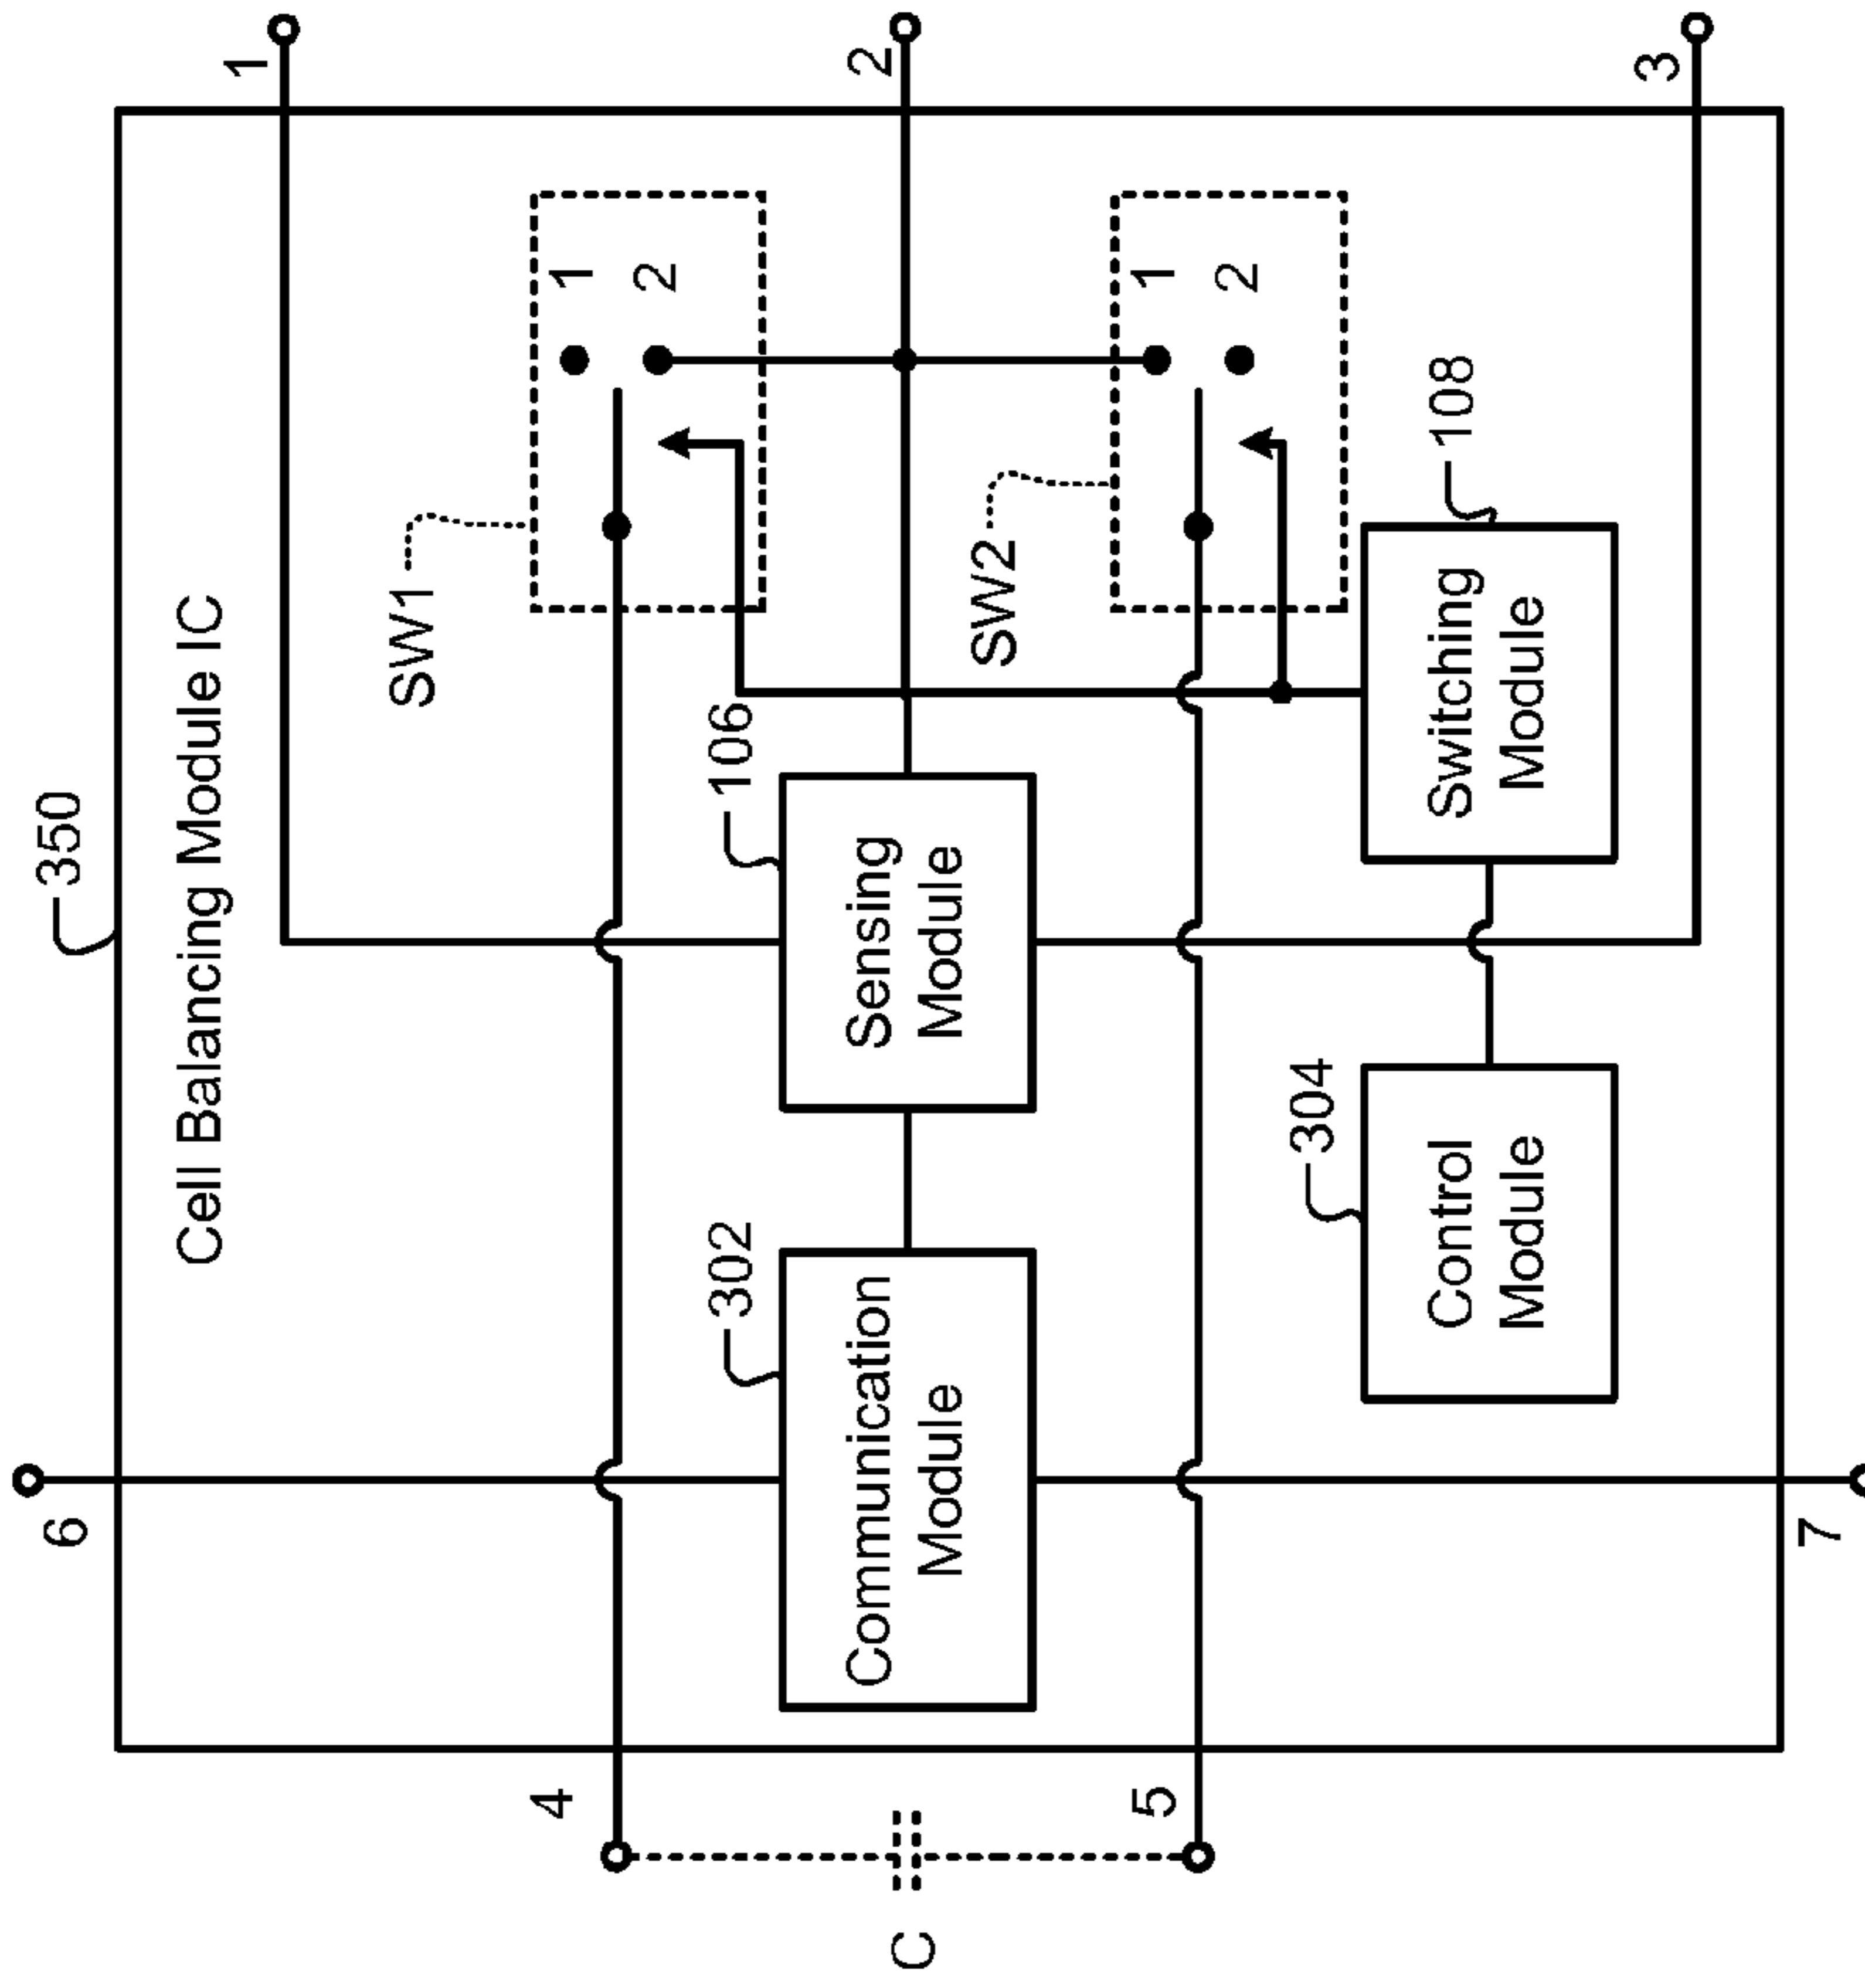 6
350
Cell Balancing Module IC
1
SW1
4
1
2
302
106
2
Communication
Module
Sensing
Module
C
SW2
5
1
2
304
108
Control
Module
Switching
Module
3
7